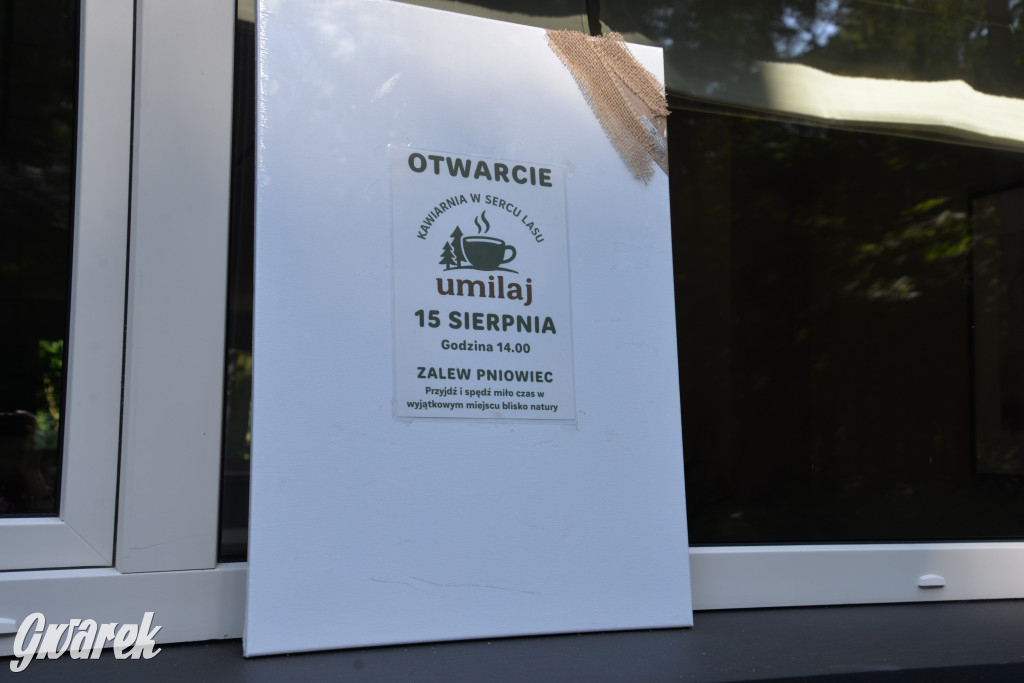 OTWARCIE
KAWIARNIA W SERCU LASU
umilaj
15 SIERPNIA
Godzina 14.00
ZALEW PNIOWIEC
Przyjdź i spędź miło czas w
wyjątkowym miejscu blisko natury
Gwarek